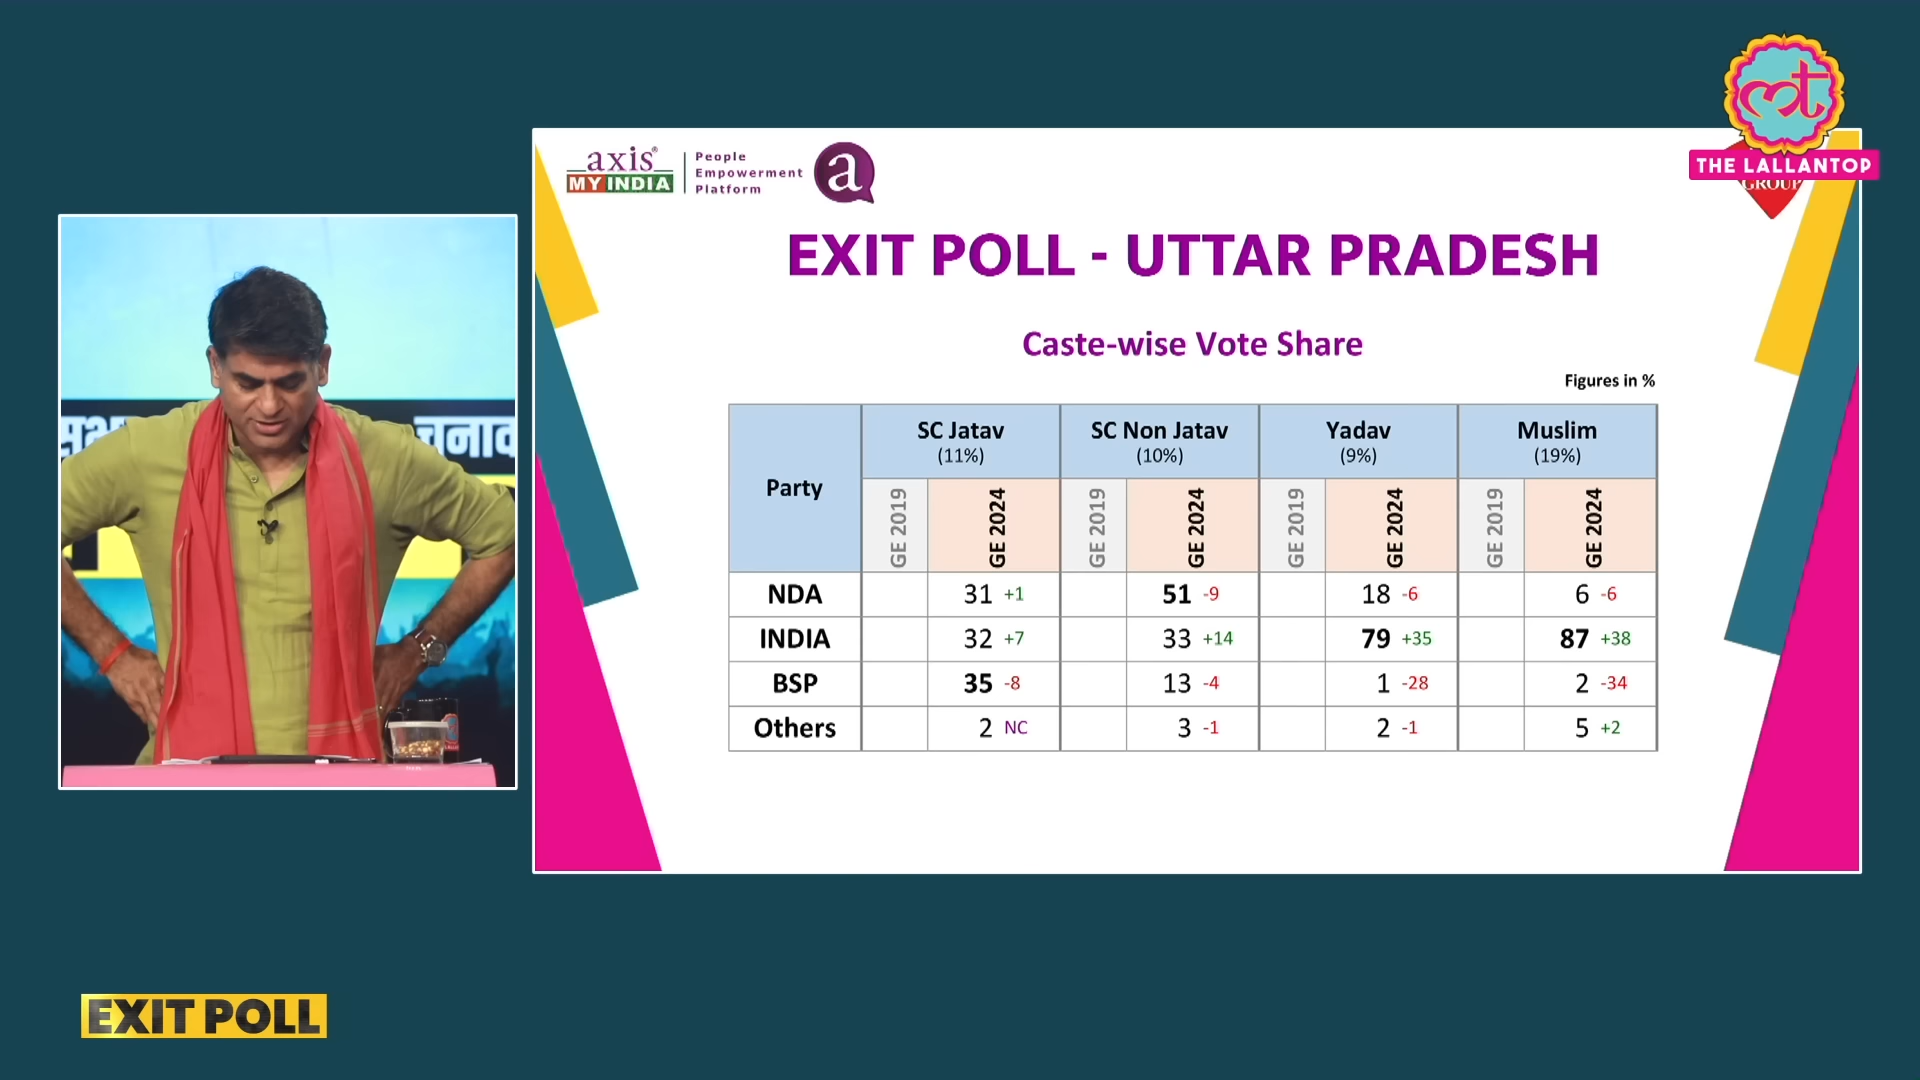 THE LALLANTOP
GROUP
axis
MY INDIA
People
Empowerment
Platform
a
EXIT POLL - UTTAR PRADESH
Caste-wise Vote Share
Figures in %
Party SC Jatav (11%) SC Non Jatav (10%) Yadav (9%) Muslim (19%)
GE 2019 GE 2024 GE 2019 GE 2024 GE 2019 GE 2024 GE 2019 GE 2024
NDA 31 +1 51 -9 18 -6 6 -6
INDIA 32 +7 33 +14 79 +35 87 +38
BSP 35 -8 13 -4 1 -28 2 -34
Others 2 NC 3 -1 2 -1 5 +2
चुनाव
EXIT POLL